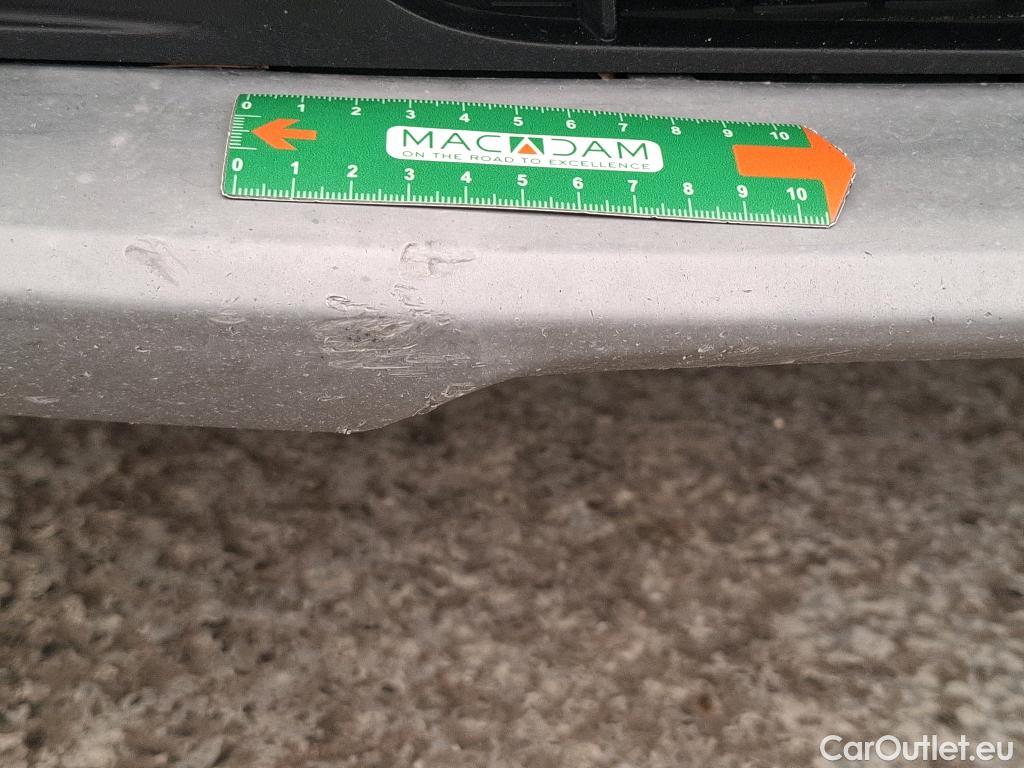 0 1 2 3 4 5 6 7 8 9 10
MACADAM
ON THE ROAD TO EXCELLENCE
0 1 2 3 4 5 6 7 8 9 10
CarOutlet.eu